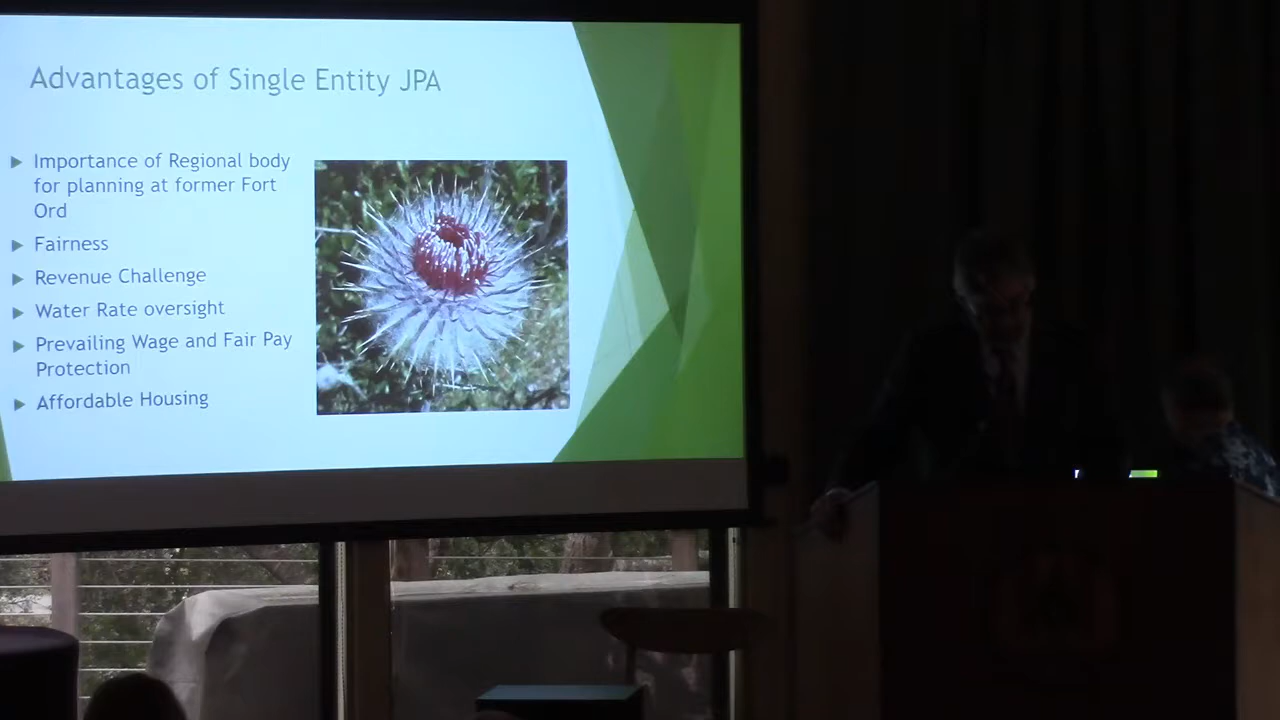 Advantages of Single Entity JPA
Importance of Regional body
for planning at former Fort
Ord
Fairness
Revenue Challenge
Water Rate oversight
Prevailing Wage and Fair Pay
Protection
Affordable Housing